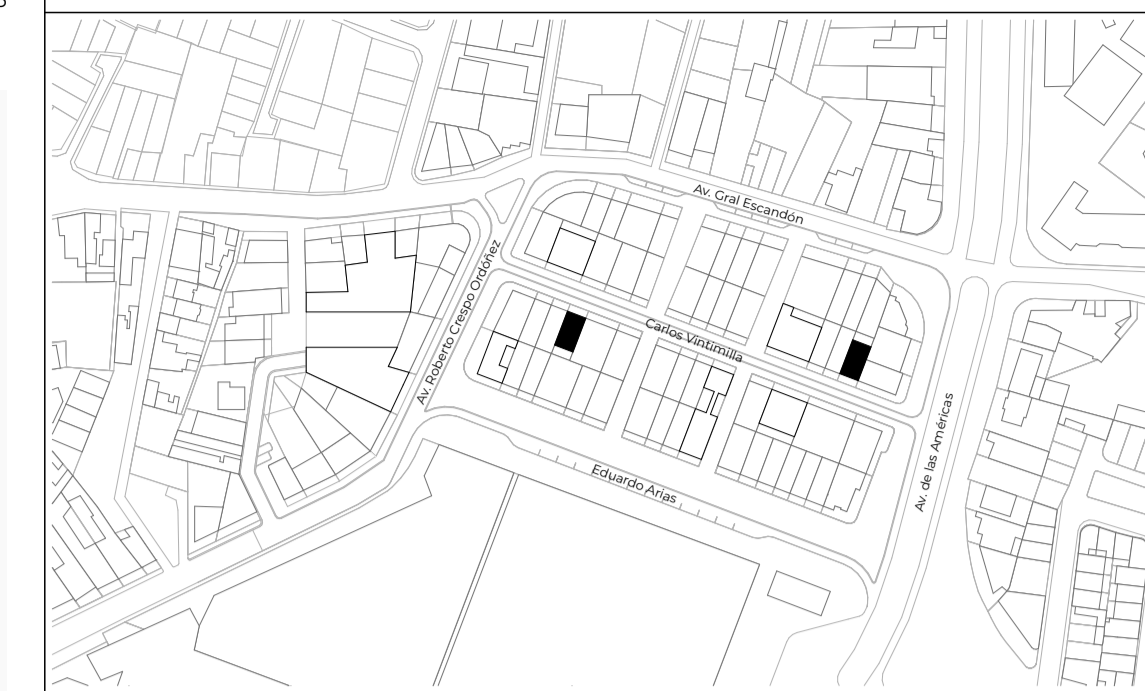 Av. Gral Escandón
Av. Roberto Crespo Ordóñez
Carlos Vintimilla
Av. de las Américas
Eduardo Arias